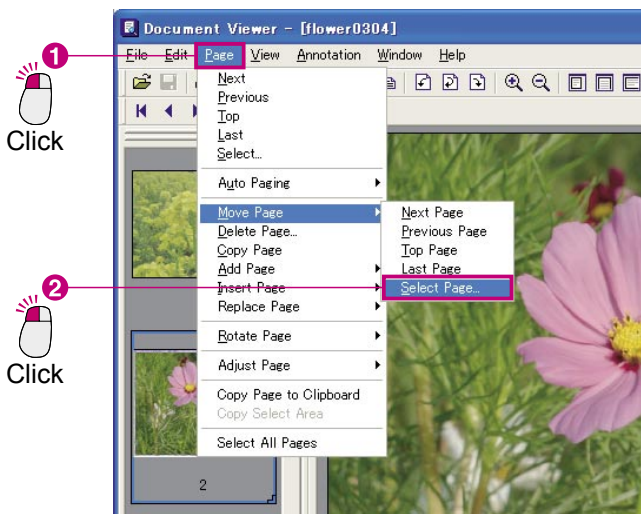 Document Viewer - [flower0304]
1
File Edit Page View Annotation Window Help
Click
Next
Previous
Top
Last
Select...
Auto Paging
Move Page
Delete Page...
Copy Page
Add Page
Insert Page
Replace Page
Rotate Page
Adjust Page
Copy Page to Clipboard
Copy Select Area
Select All Pages
Next Page
Previous Page
Top Page
Last Page
Select Page...
2
Click
2